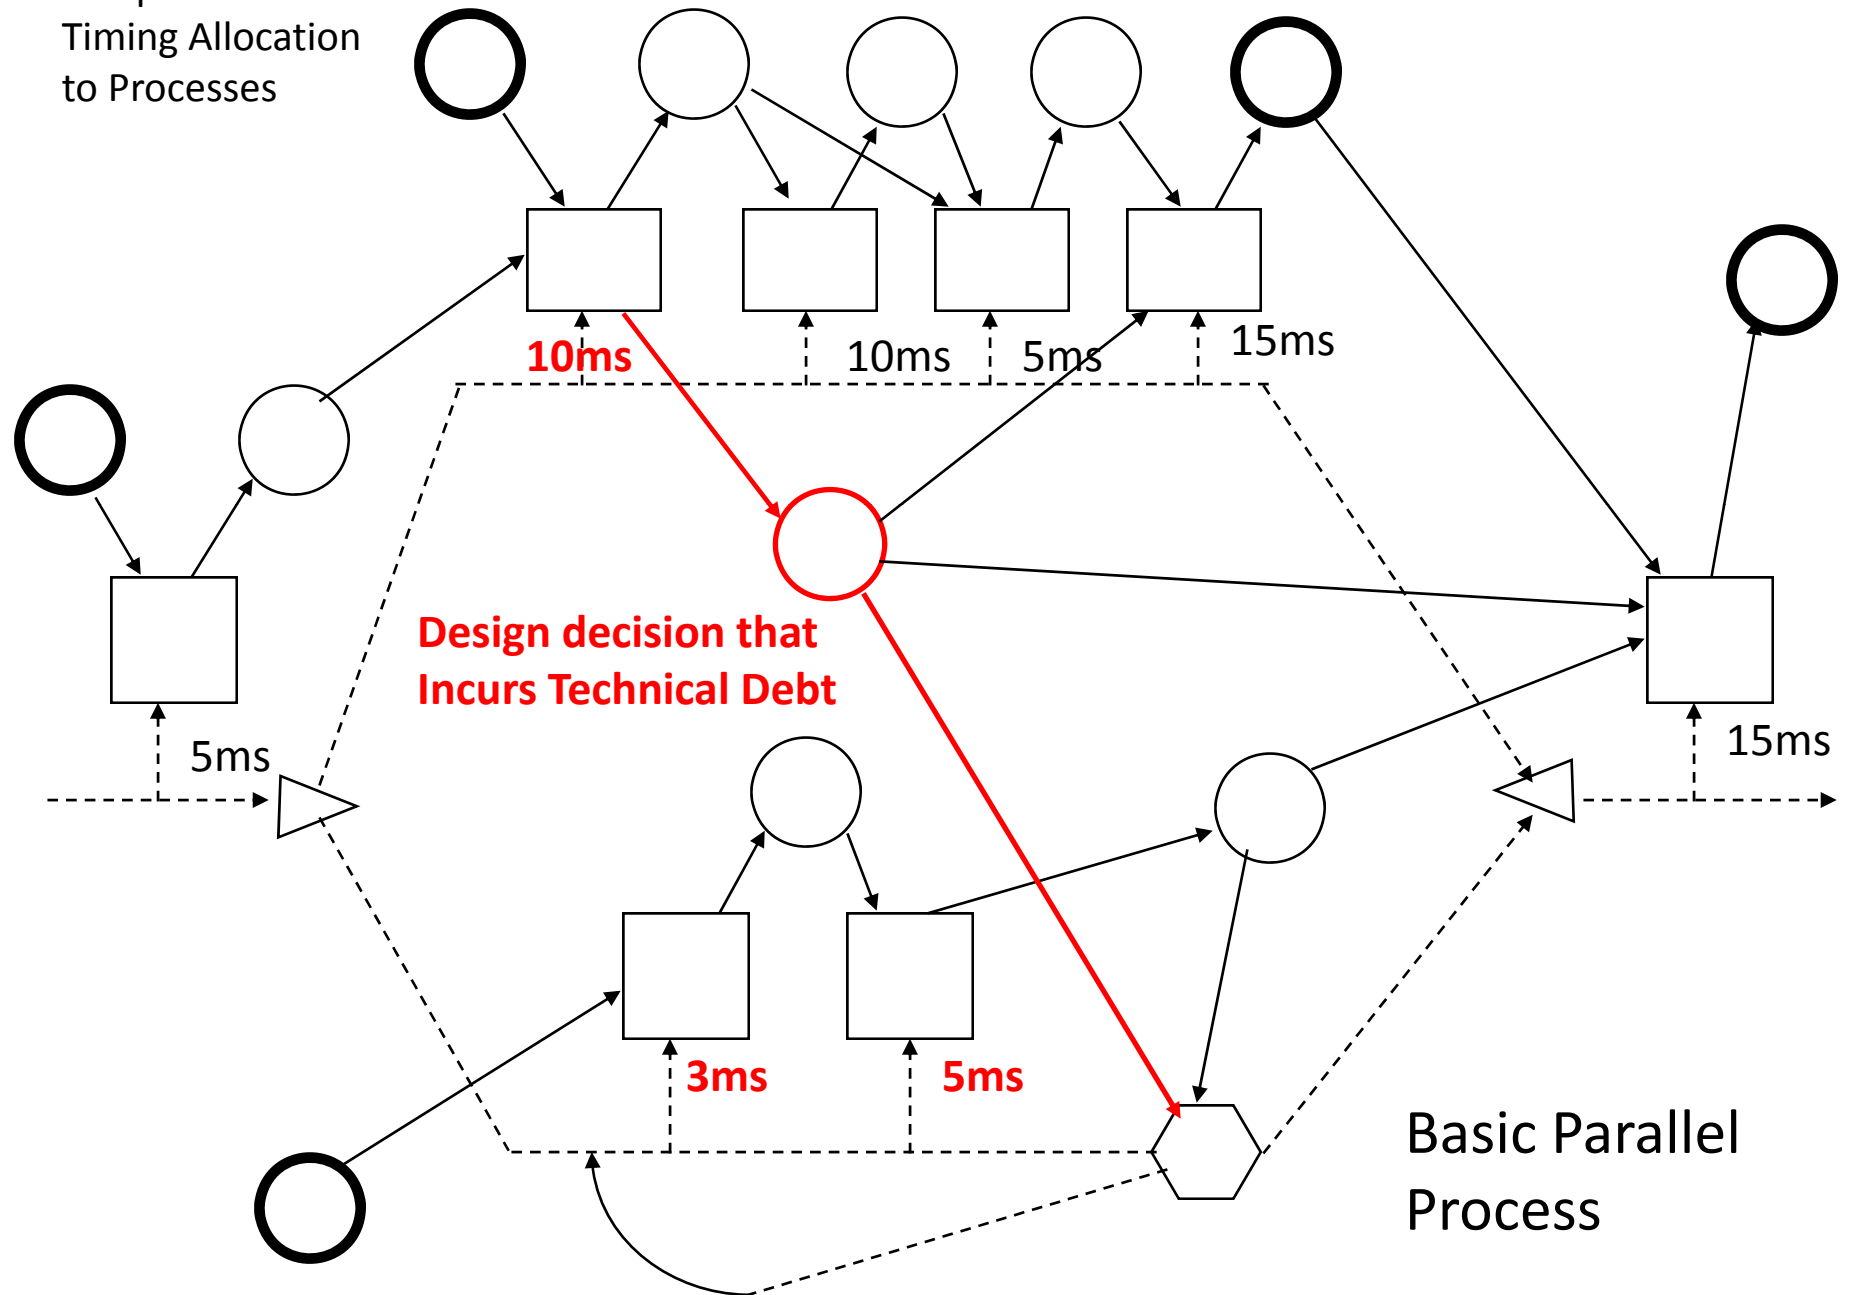 Timing Allocation
to Processes
10ms
10ms
5ms
15ms
Design decision that
Incurs Technical Debt
5ms
15ms
3ms
5ms
Basic Parallel
Process